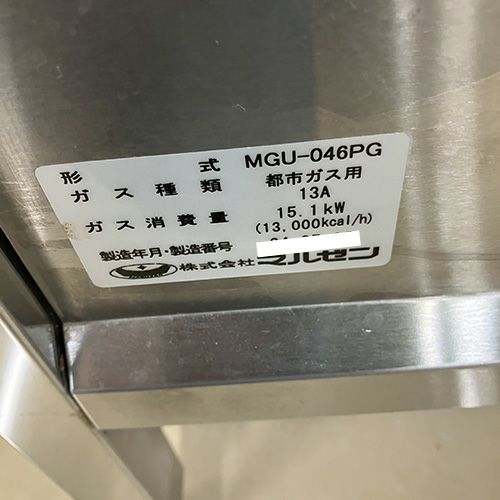 形式 MGU-046PG
ガス種類 都市ガス用
13A
ガス消費量 15.1kW
(13,000kcal/h)
製造年月・製造番号
株式会社マルゼン